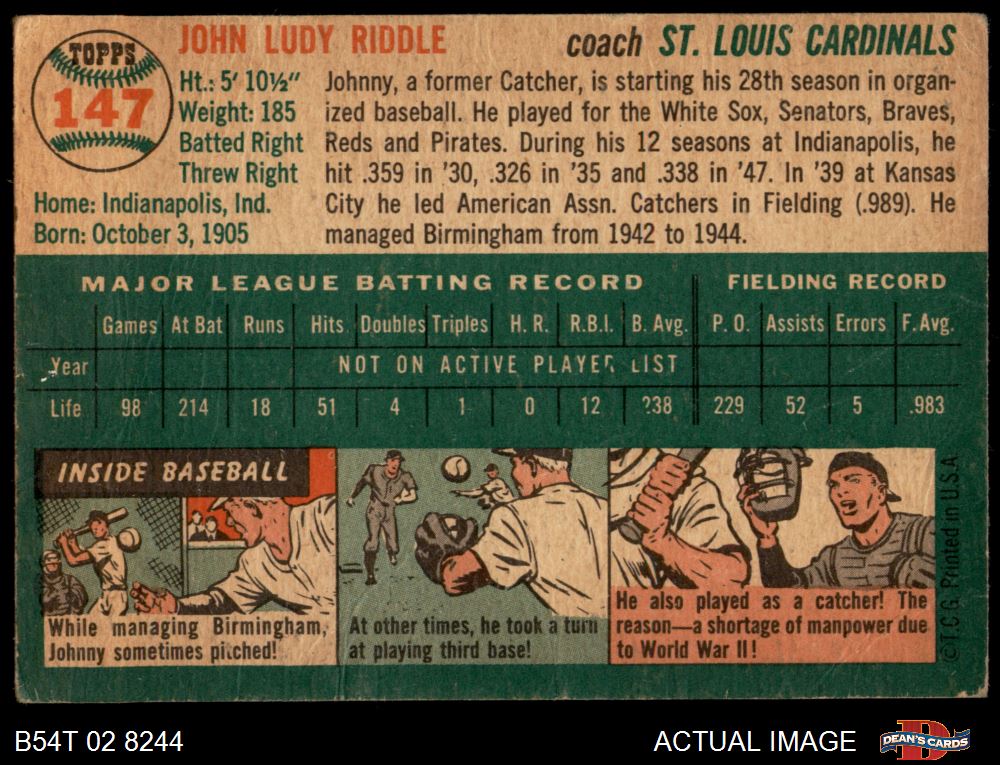 TOPPS
147
JOHN LUDY RIDDLE
coach ST. LOUIS CARDINALS
Ht.: 5' 10½"
Weight: 185
Batted Right
Threw Right
Home: Indianapolis, Ind.
Born: October 3, 1905
Johnny, a former Catcher, is starting his 28th season in organ-
ized baseball. He played for the White Sox, Senators, Braves,
Reds and Pirates. During his 12 seasons at Indianapolis, he
hit .359 in '30, .326 in '35 and .338 in '47. In '39 at Kansas
City he led American Assn. Catchers in Fielding (.989). He
managed Birmingham from 1942 to 1944.
MAJOR LEAGUE BATTING RECORD FIELDING RECORD
Games At Bat Runs Hits Doubles Triples H. R. R.B.I. B. Avg. P. O. Assists Errors F. Avg.
Year NOT ON ACTIVE PLAYER LIST
Life 98 214 18 51 4 1 0 12 .238 229 52 5 .983
INSIDE BASEBALL
While managing Birmingham,
Johnny sometimes pitched!
At other times, he took a turn
at playing third base!
He also played as a catcher! The
reason—a shortage of manpower due
to World War II!
© T.C.G. Printed in U.S.A.
B54T 02 8244
ACTUAL IMAGE
DEAN'S CARDS